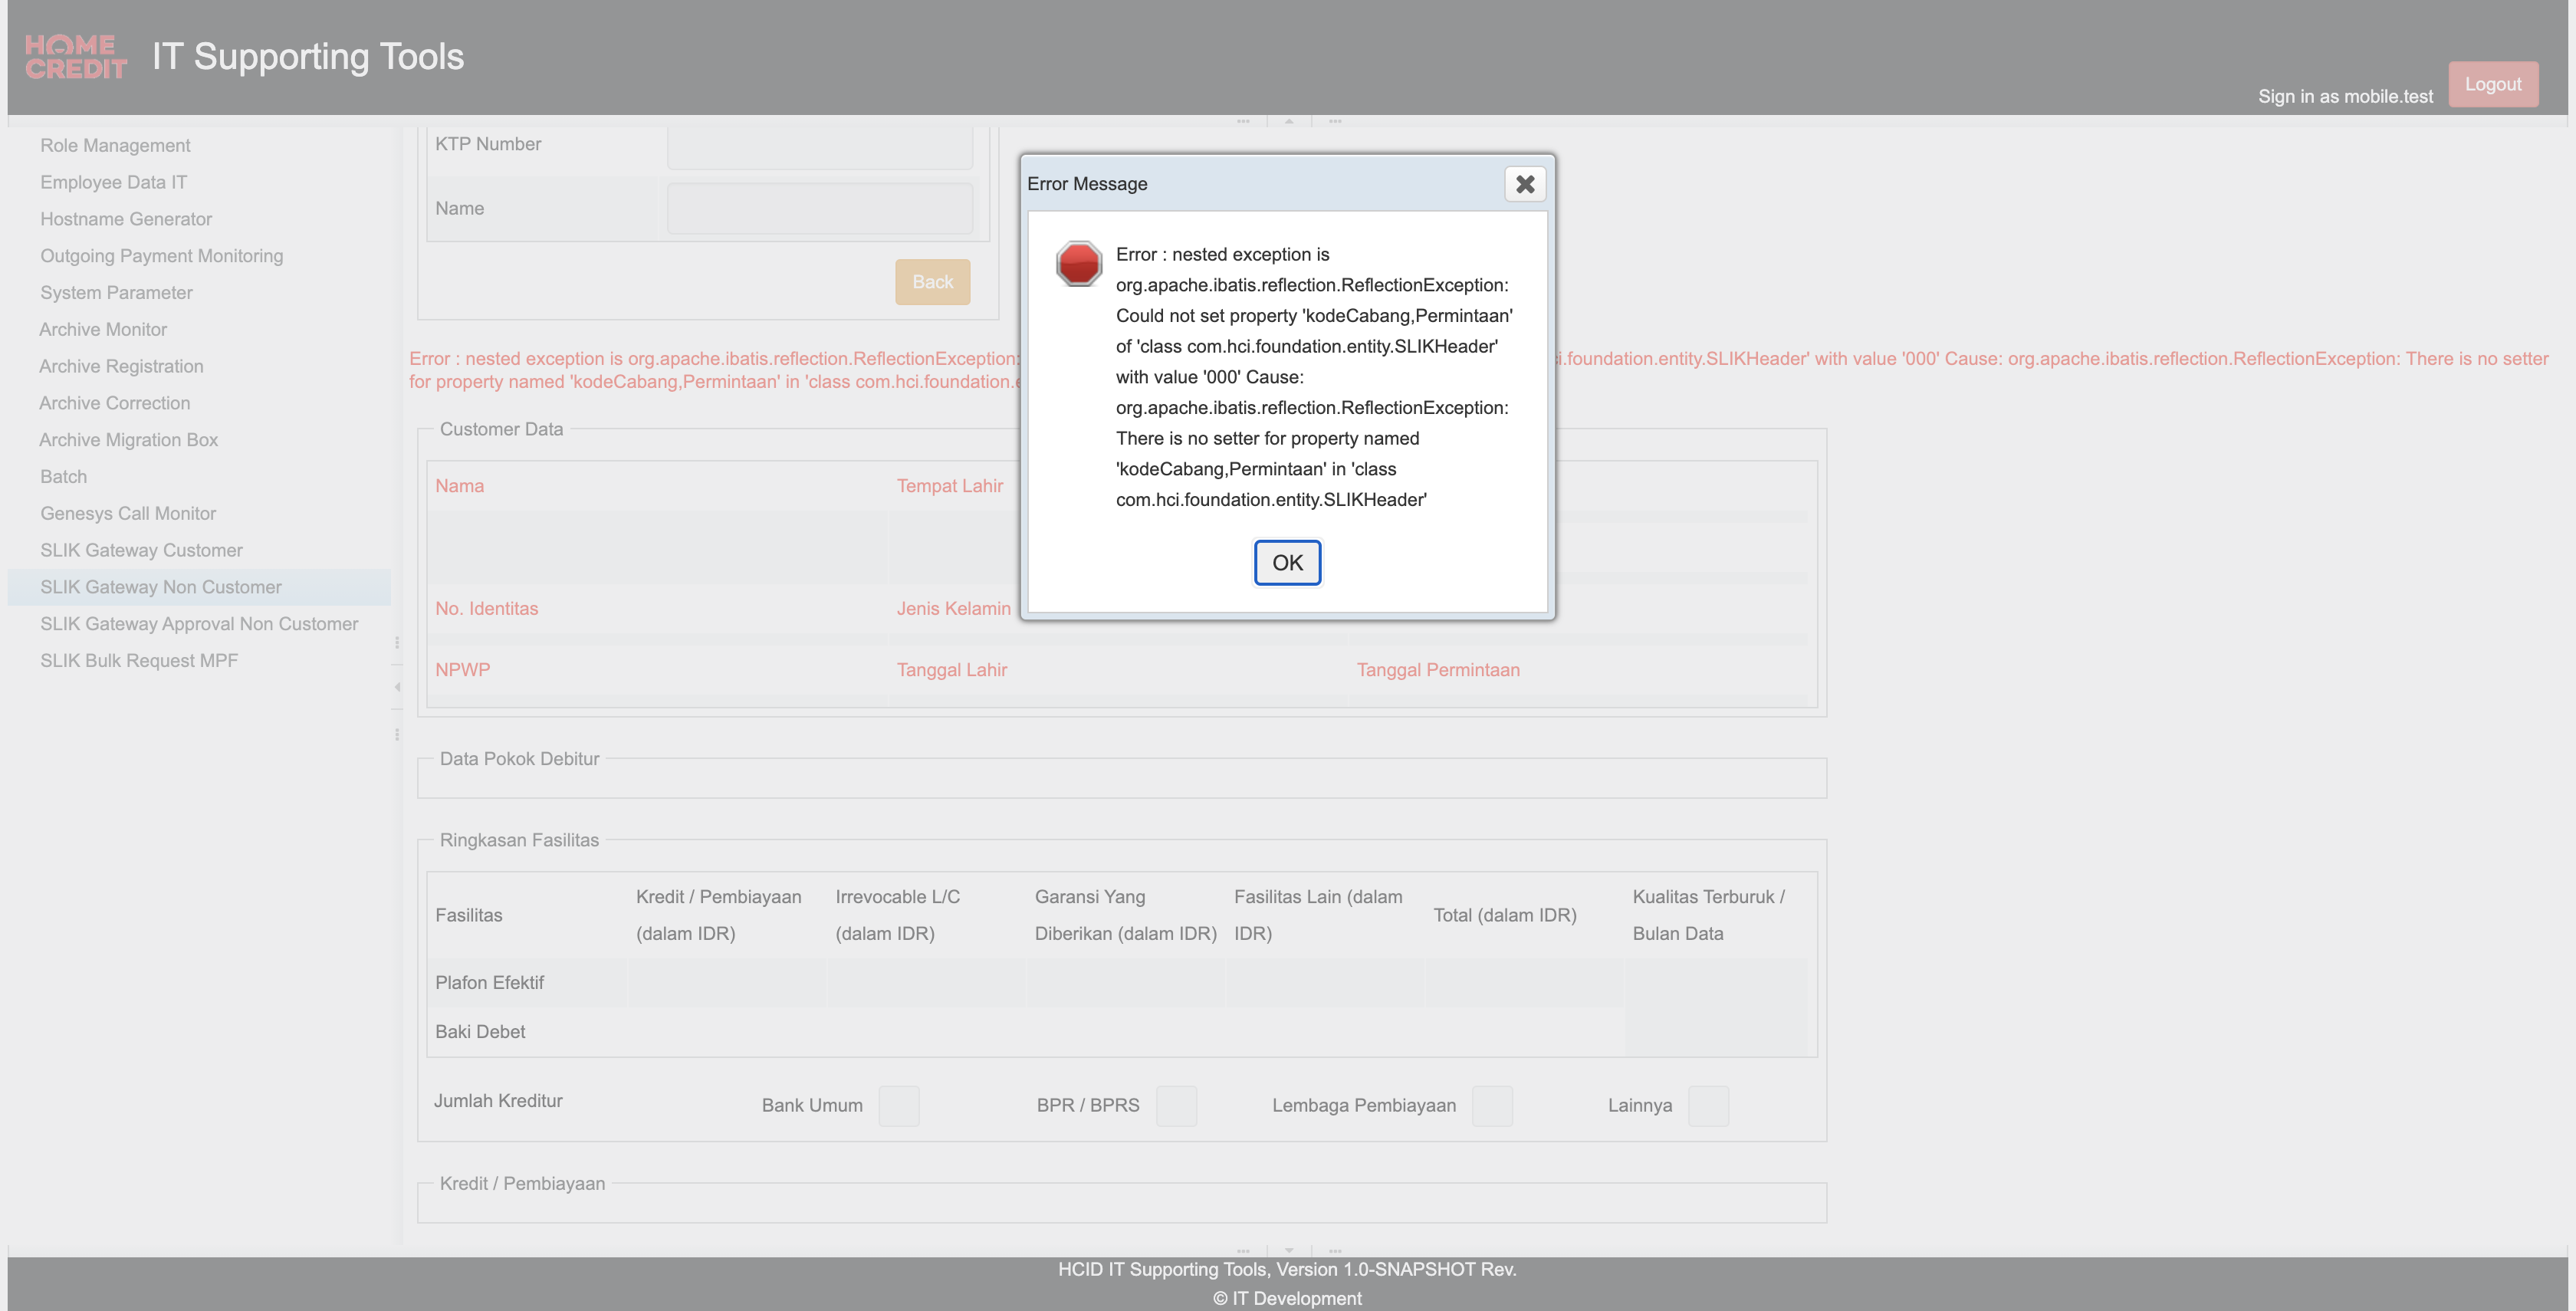 HOME
CREDIT
IT Supporting Tools
Sign in as mobile.test
Logout
Role Management
Employee Data IT
Hostname Generator
Outgoing Payment Monitoring
System Parameter
Archive Monitor
Archive Registration
Archive Correction
Archive Migration Box
Batch
Genesys Call Monitor
SLIK Gateway Customer
SLIK Gateway Non Customer
SLIK Gateway Approval Non Customer
SLIK Bulk Request MPF
KTP Number
Name
Back
Error : nested exception is org.apache.ibatis.reflection.ReflectionException:
i.foundation.entity.SLIKHeader' with value '000' Cause: org.apache.ibatis.reflection.ReflectionException: There is no setter
for property named 'kodeCabang,Permintaan' in 'class com.hci.foundation.
Error Message
Error : nested exception is
org.apache.ibatis.reflection.ReflectionException:
Could not set property 'kodeCabang,Permintaan'
of 'class com.hci.foundation.entity.SLIKHeader'
with value '000' Cause:
org.apache.ibatis.reflection.ReflectionException:
There is no setter for property named
'kodeCabang,Permintaan' in 'class
com.hci.foundation.entity.SLIKHeader'
OK
Customer Data
Nama
Tempat Lahir
No. Identitas
Jenis Kelamin
NPWP
Tanggal Lahir
Tanggal Permintaan
Data Pokok Debitur
Ringkasan Fasilitas
Fasilitas
Kredit / Pembiayaan
(dalam IDR)
Irrevocable L/C
(dalam IDR)
Garansi Yang
Diberikan (dalam IDR)
Fasilitas Lain (dalam
IDR)
Total (dalam IDR)
Kualitas Terburuk /
Bulan Data
Plafon Efektif
Baki Debet
Jumlah Kreditur
Bank Umum
BPR / BPRS
Lembaga Pembiayaan
Lainnya
Kredit / Pembiayaan
HCID IT Supporting Tools, Version 1.0-SNAPSHOT Rev.
© IT Development